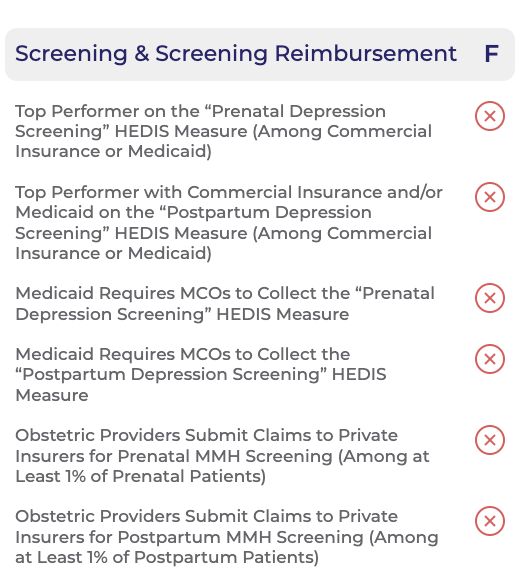 Screening & Screening Reimbursement F
Top Performer on the “Prenatal Depression
Screening” HEDIS Measure (Among Commercial
Insurance or Medicaid)
Top Performer with Commercial Insurance and/or
Medicaid on the “Postpartum Depression
Screening” HEDIS Measure (Among Commercial
Insurance or Medicaid)
Medicaid Requires MCOs to Collect the “Prenatal
Depression Screening” HEDIS Measure
Medicaid Requires MCOs to Collect the
“Postpartum Depression Screening” HEDIS
Measure
Obstetric Providers Submit Claims to Private
Insurers for Prenatal MMH Screening (Among at
Least 1% of Prenatal Patients)
Obstetric Providers Submit Claims to Private
Insurers for Postpartum MMH Screening (Among
at Least 1% of Postpartum Patients)